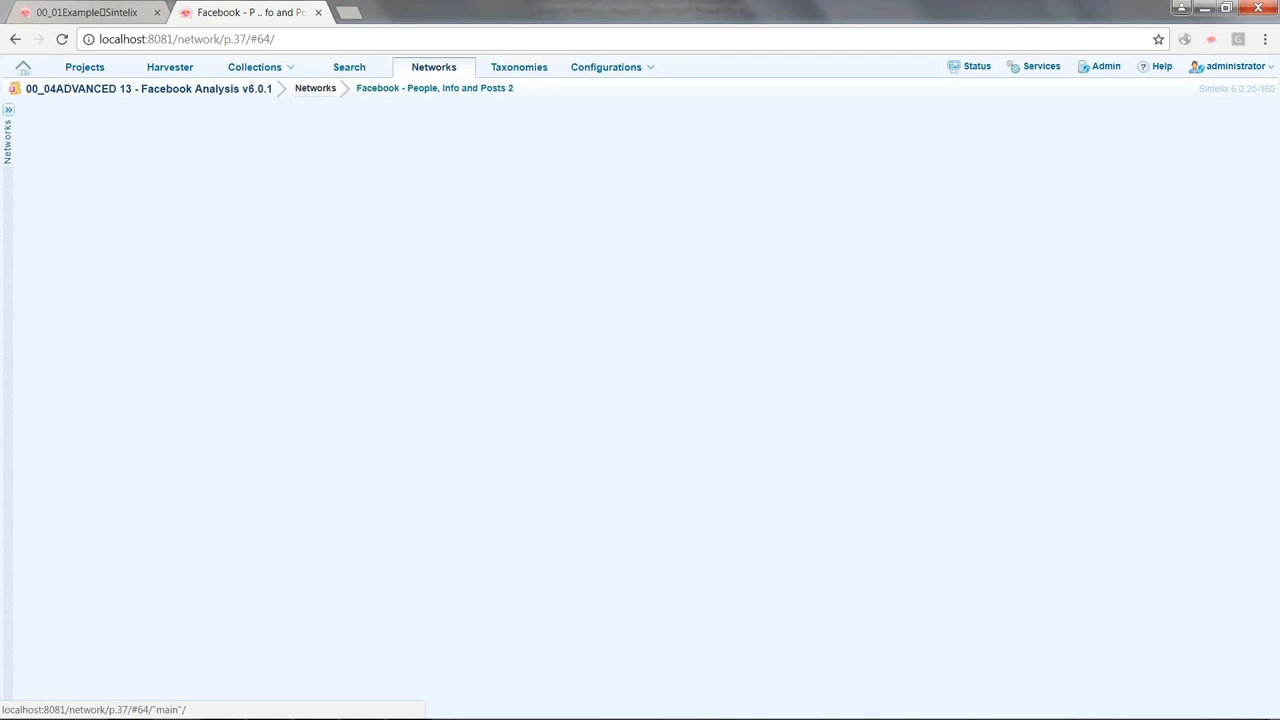 00_01Example▯Sintelix
Facebook - P .. fo and Po
localhost:8081/network/p.37/#64/
Projects Harvester Collections Search Networks Taxonomies Configurations Status Services Admin Help administrator
00_04ADVANCED 13 - Facebook Analysis v6.0.1 Networks Facebook - People, Info and Posts 2 Sintelix 6.0.25-160
Networks
localhost:8081/network/p.37/#64/"main"/